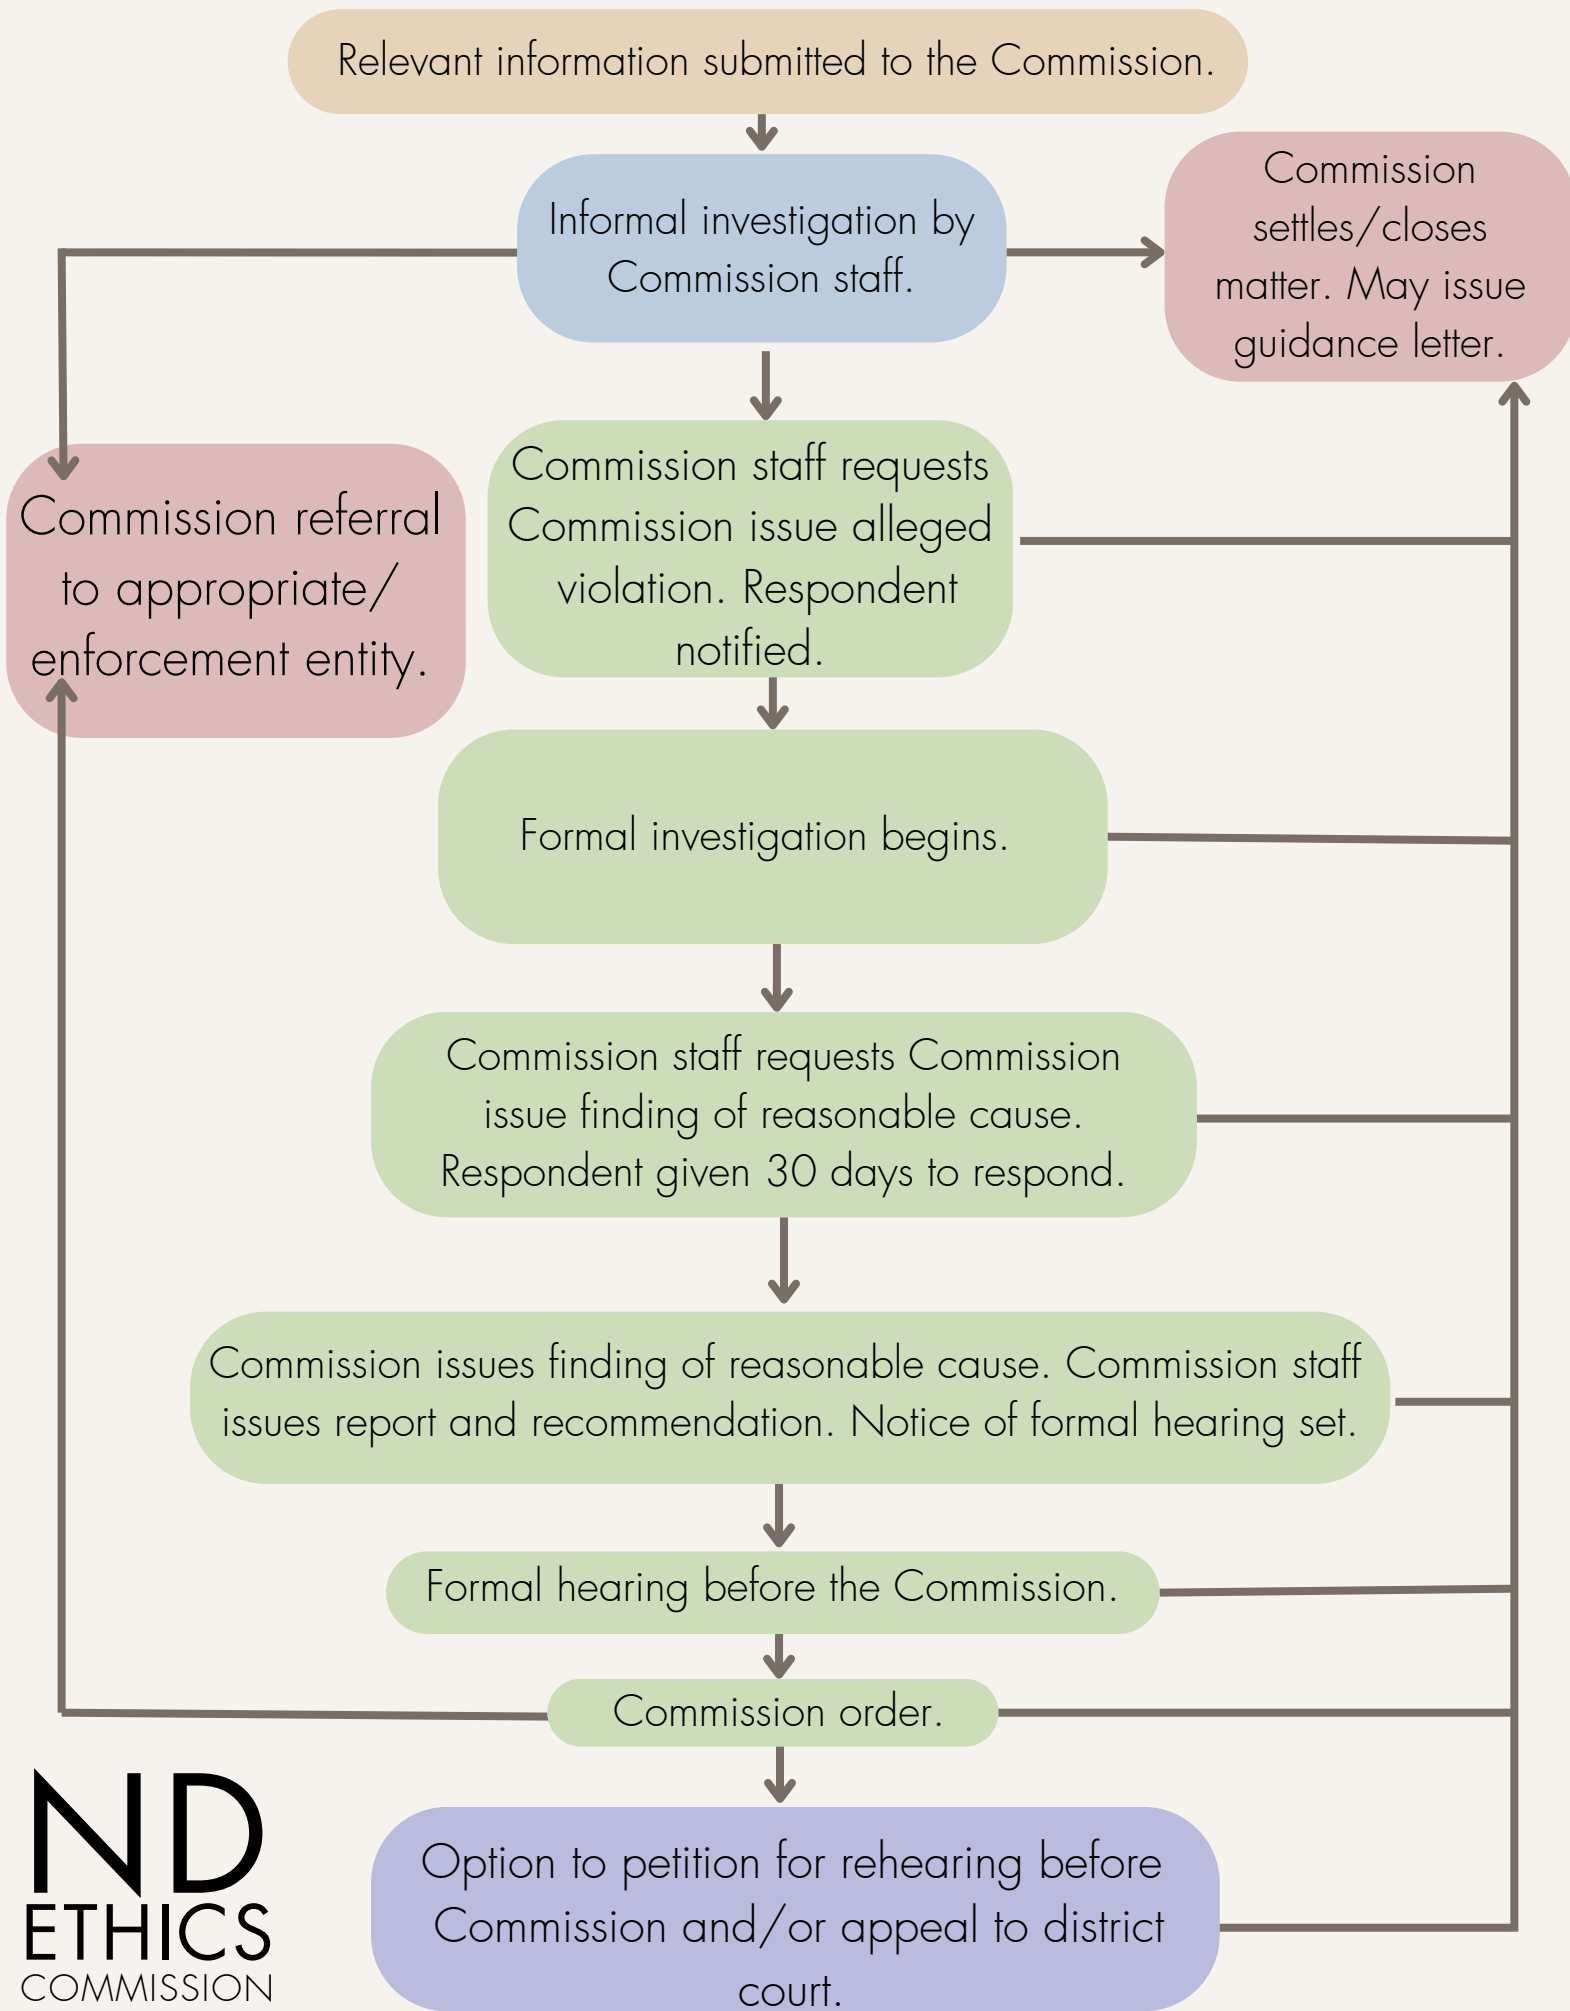 Relevant information submitted to the Commission.
Informal investigation by
Commission staff.
Commission
settles/closes
matter. May issue
guidance letter.
Commission referral
to appropriate/
enforcement entity.
Commission staff requests
Commission issue alleged
violation. Respondent
notified.
Formal investigation begins.
Commission staff requests Commission
issue finding of reasonable cause.
Respondent given 30 days to respond.
Commission issues finding of reasonable cause. Commission staff
issues report and recommendation. Notice of formal hearing set.
Formal hearing before the Commission.
Commission order.
Option to petition for rehearing before
Commission and/or appeal to district
court.
ND
ETHICS
COMMISSION